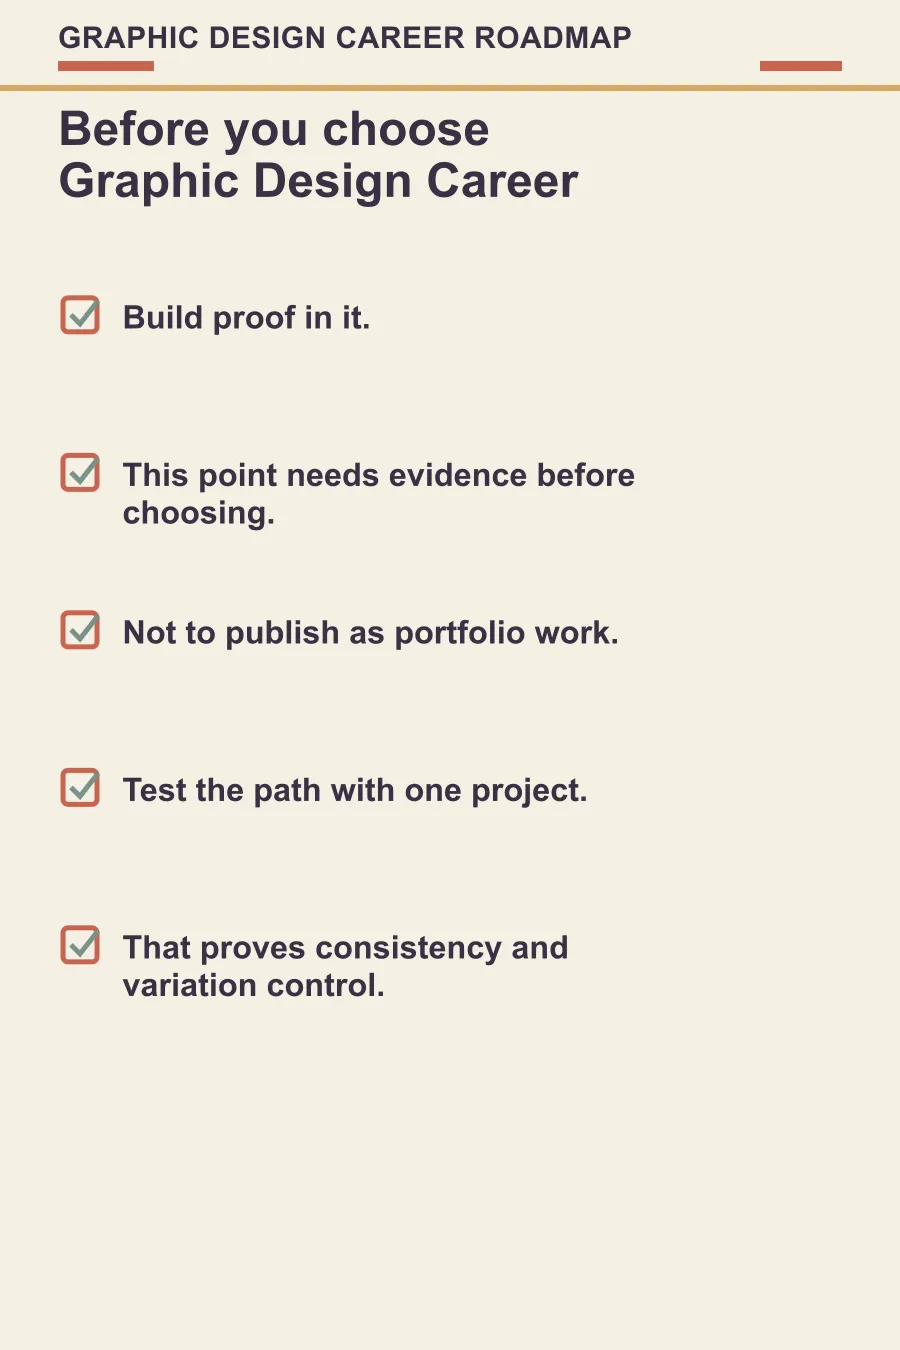 GRAPHIC DESIGN CAREER ROADMAP
Before you choose
Graphic Design Career
Build proof in it.
This point needs evidence before
choosing.
Not to publish as portfolio work.
Test the path with one project.
That proves consistency and
variation control.